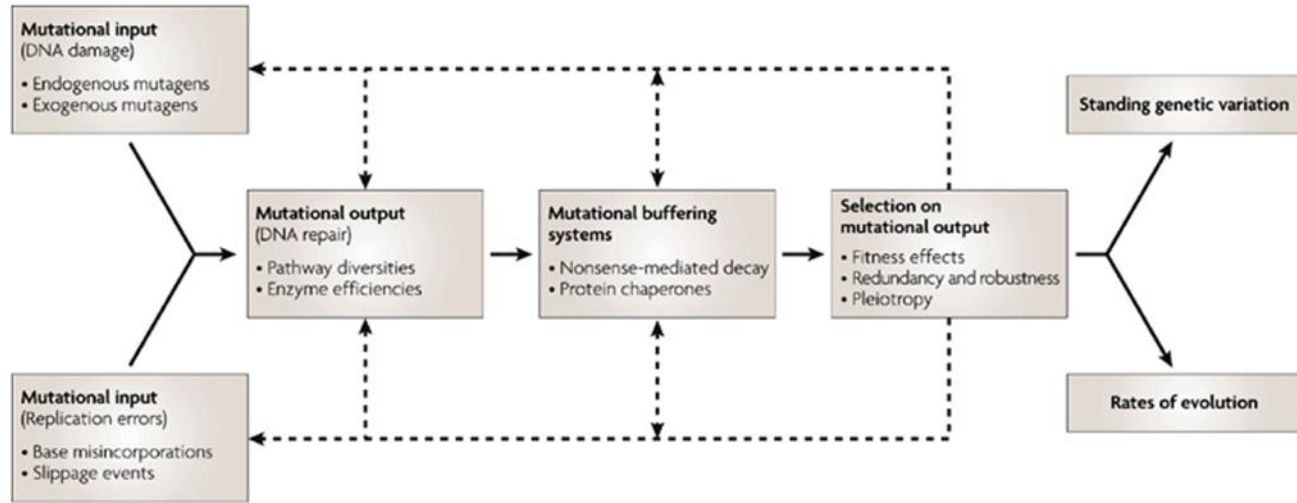 Mutational input
(DNA damage)
• Endogenous mutagens
• Exogenous mutagens
Standing genetic variation
Mutational output
(DNA repair)
• Pathway diversities
• Enzyme efficiencies
Mutational buffering
systems
• Nonsense-mediated decay
• Protein chaperones
Selection on
mutational output
• Fitness effects
• Redundancy and robustness
• Pleiotropy
Mutational input
(Replication errors)
• Base misincorporations
• Slippage events
Rates of evolution